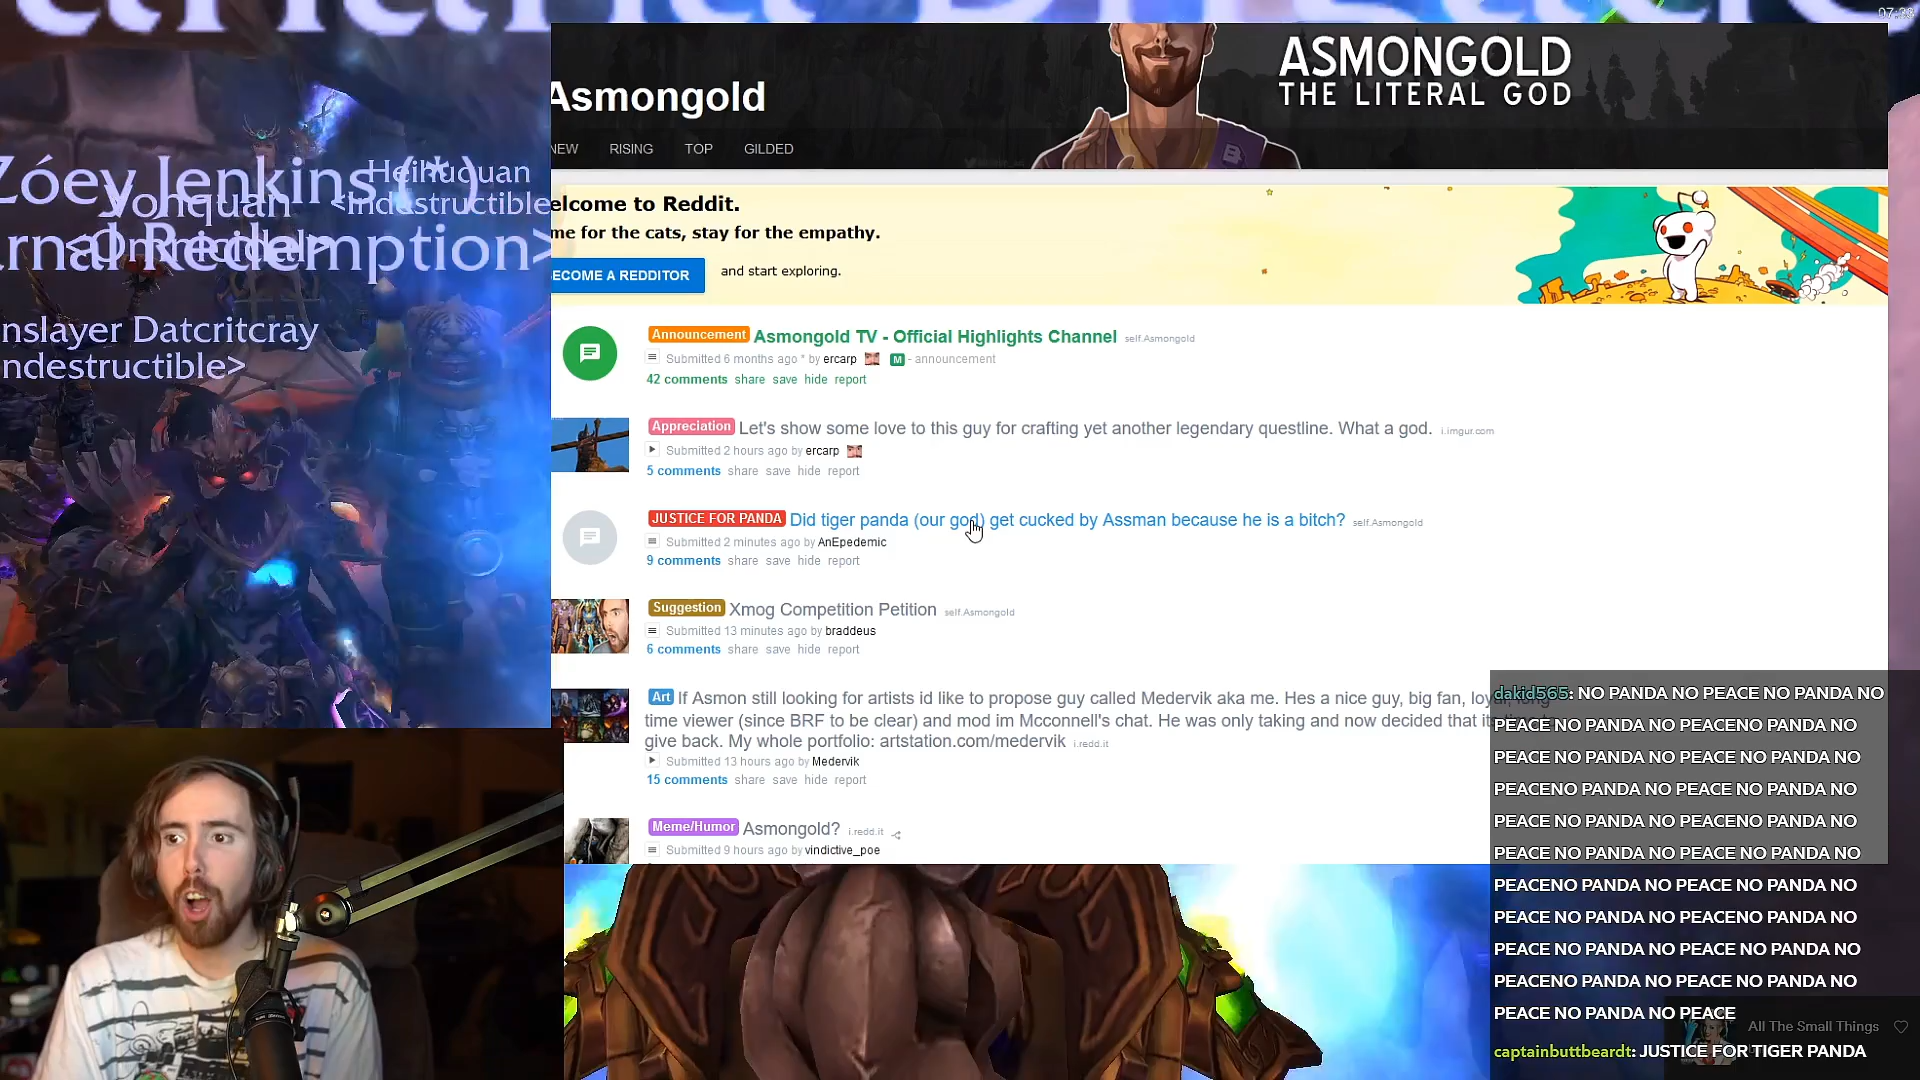 07:36
Asmongold
ASMONGOLD
THE LITERAL GOD
NEW RISING TOP GILDED
Zóey Jenkins (*)
Heihuquan
Vonquan
<Indestructible
<Omnicidal>
rnal Redemption>
nslayer Datcritcray
ndestructible>
elcome to Reddit.
me for the cats, stay for the empathy.
ECOME A REDDITOR and start exploring.
Announcement Asmongold TV - Official Highlights Channel self.Asmongold
Submitted 6 months ago * by ercarp M - announcement
42 comments share save hide report
Appreciation Let's show some love to this guy for crafting yet another legendary questline. What a god. i.imgur.com
Submitted 2 hours ago by ercarp
5 comments share save hide report
JUSTICE FOR PANDA Did tiger panda (our god) get cucked by Assman because he is a bitch? self.Asmongold
Submitted 2 minutes ago by AnEpedemic
9 comments share save hide report
Suggestion Xmog Competition Petition self.Asmongold
Submitted 13 minutes ago by braddeus
6 comments share save hide report
Art If Asmon still looking for artists id like to propose guy called Medervik aka me. Hes a nice guy, big fan, loyal, long
time viewer (since BRF to be clear) and mod im Mcconnell's chat. He was only taking and now decided that its
give back. My whole portfolio: artstation.com/medervik i.redd.it
Submitted 13 hours ago by Medervik
15 comments share save hide report
Meme/Humor Asmongold? i.redd.it
Submitted 9 hours ago by vindictive_poe
dakid565: NO PANDA NO PEACE NO PANDA NO
PEACE NO PANDA NO PEACENO PANDA NO
PEACE NO PANDA NO PEACE NO PANDA NO
PEACENO PANDA NO PEACE NO PANDA NO
PEACE NO PANDA NO PEACENO PANDA NO
PEACE NO PANDA NO PEACE NO PANDA NO
PEACENO PANDA NO PEACE NO PANDA NO
PEACE NO PANDA NO PEACENO PANDA NO
PEACE NO PANDA NO PEACE NO PANDA NO
PEACENO PANDA NO PEACE NO PANDA NO
PEACE NO PANDA NO PEACE
All The Small Things
captainbuttbeardt: JUSTICE FOR TIGER PANDA